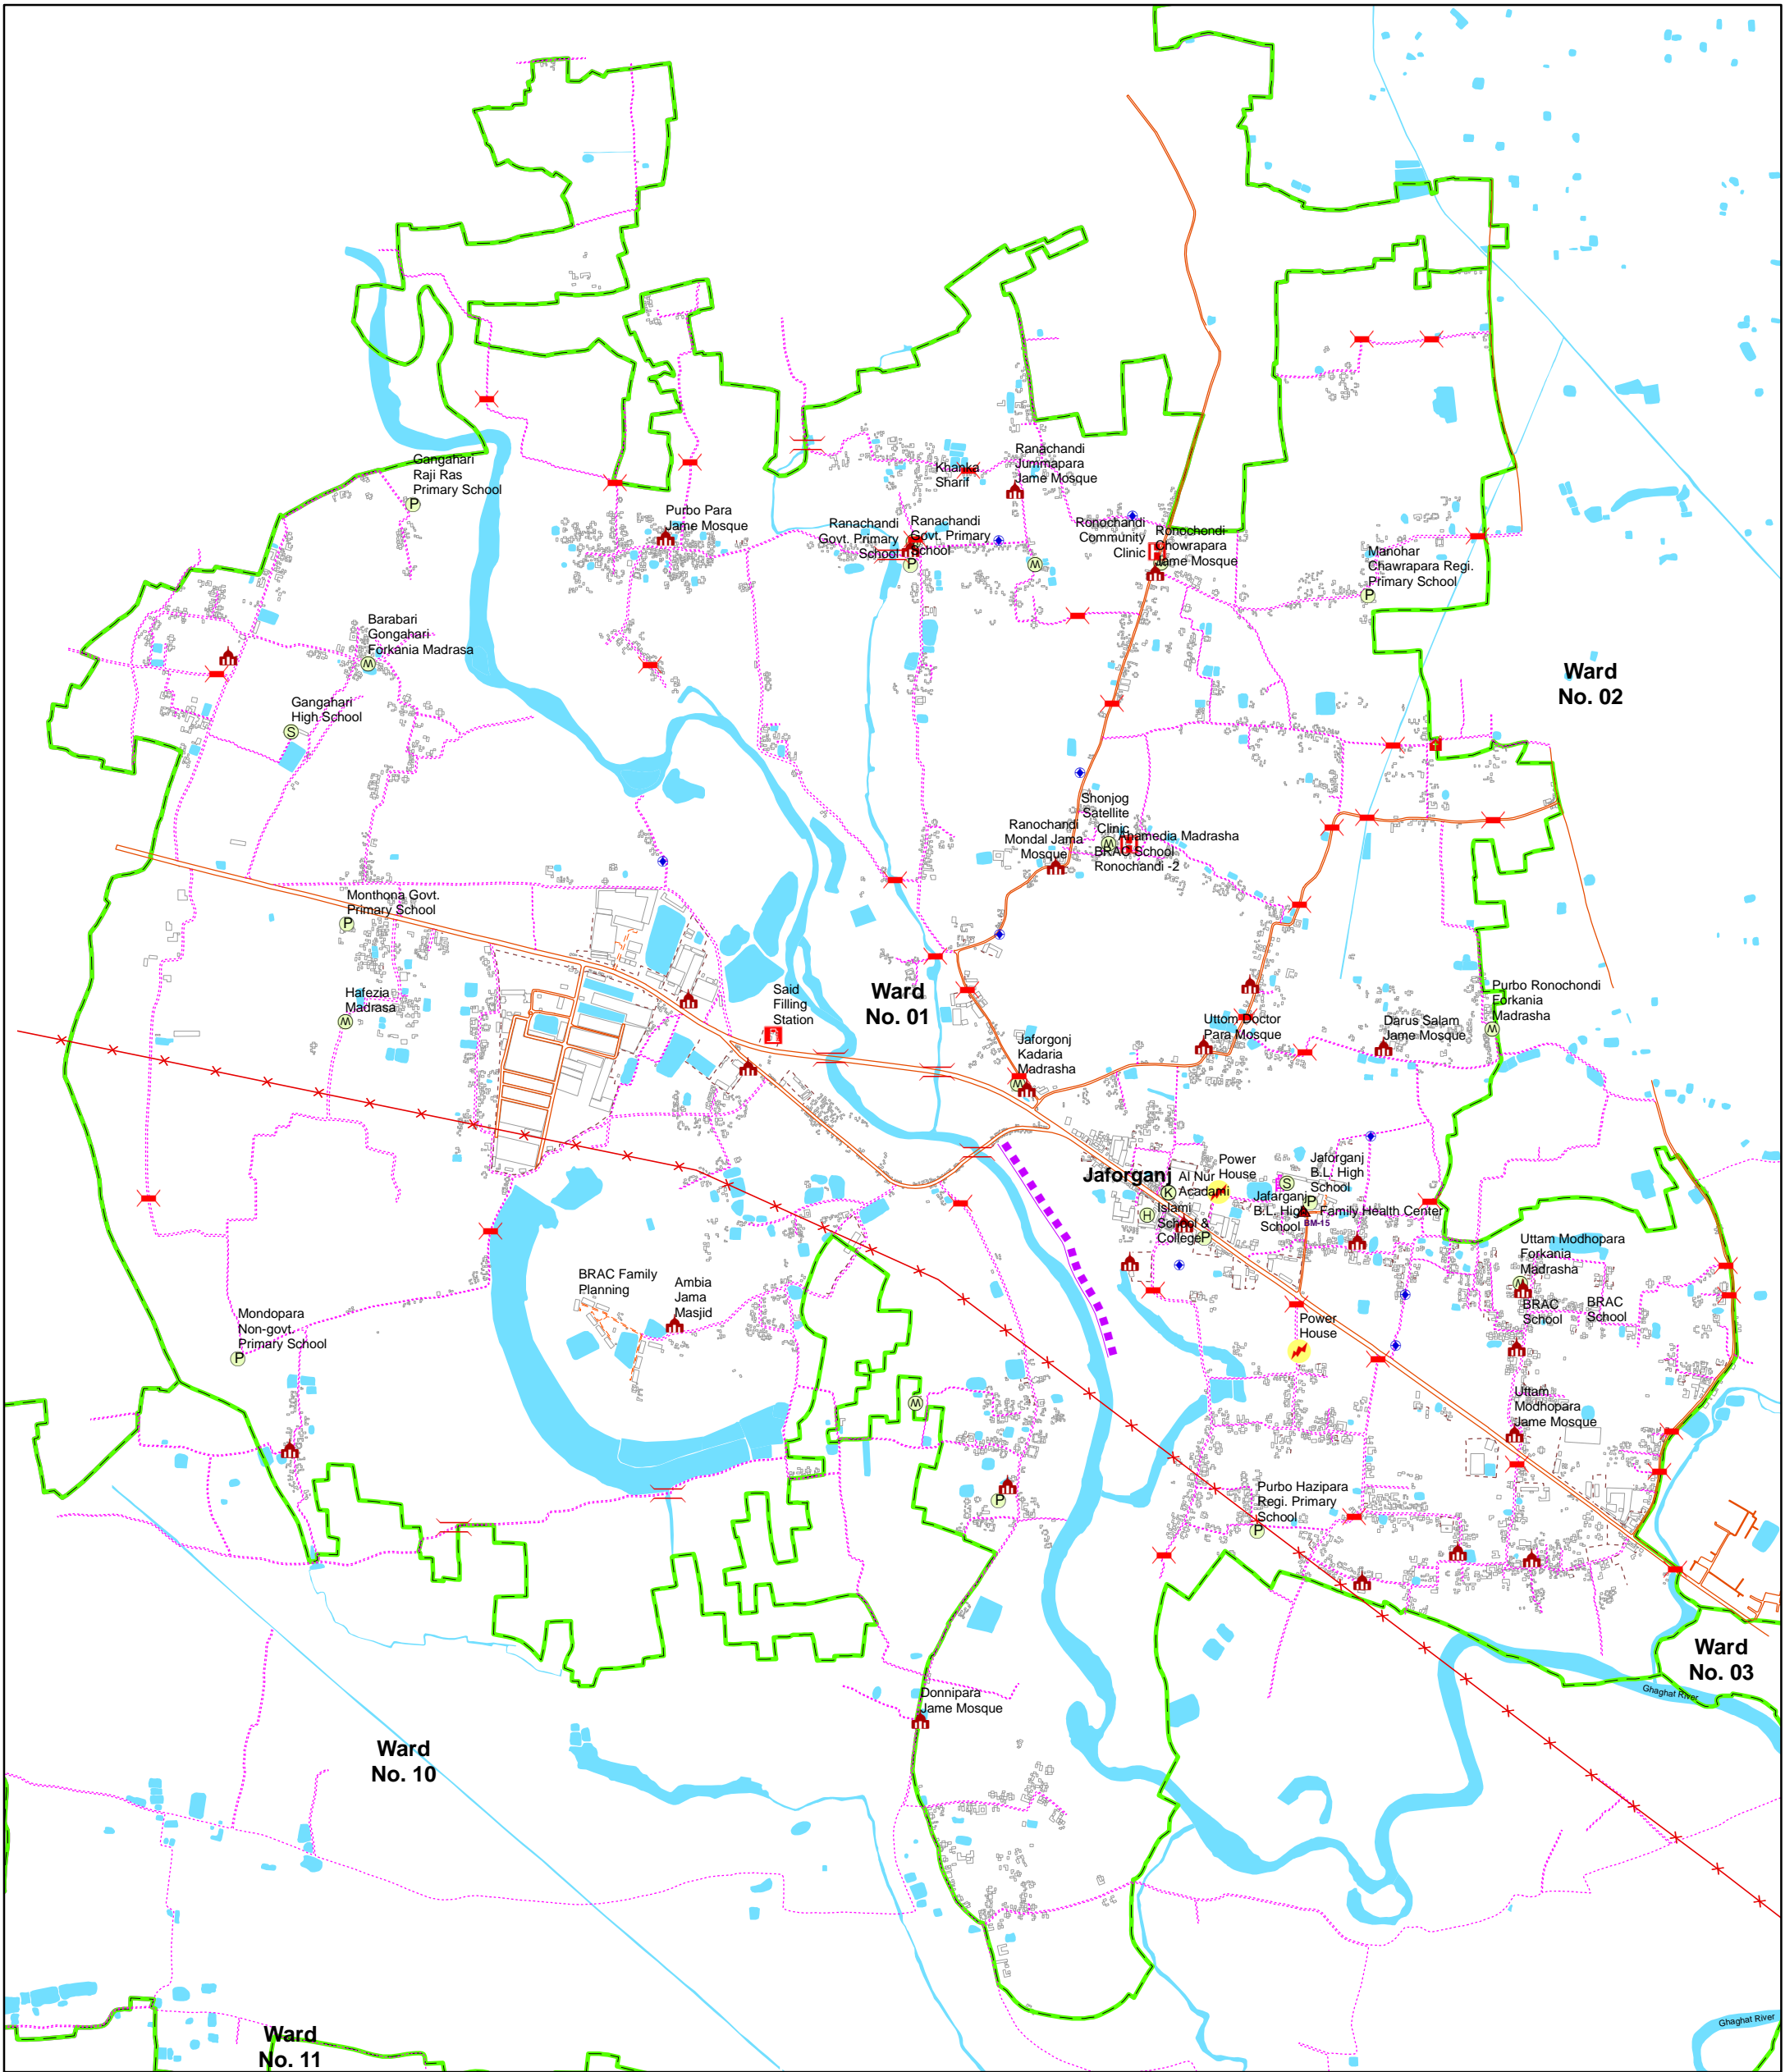 Gangahari
Raji Ras
Primary School
Purbo Para
Jame Mosque
Khanka
Sharif
Ranachandi
Jummapara
Jame Mosque
Ranachandi
Govt. Primary
School
Ranachandi
Govt. Primary
School
Ronochandi
Community
Clinic
Ronochendi
Chowrapara
Jame Mosque
Manohar
Chawrapara Regi.
Primary School
Barabari
Gongahari
Forkania Madrasa
Gangahari
High School
Ward
No. 02
Shonjog
Satellite
Clinic
Ahamedia Madrasha
BRAC School
Ronochandi -2
Ranochandi
Mondal Jama
Mosque
Monthona Govt.
Primary School
Hafezia
Madrasa
Said
Filling
Station
Ward
No. 01
Purbo Ronochondi
Forkania
Madrasha
Uttom Doctor
Para Mosque
Darus Salam
Jame Mosque
Jaforgonj
Kadaria
Madrasha
Jaforganj
Al Nur
Acadami
Power
House
Jaforganj
B.L. High
School
Jafarganj
B.L. High
School
Family Health Center
BM-15
Islami
School &
College
Uttam Modhopara
Forkania
Madrasha
BRAC
School
BRAC
School
BRAC Family
Planning
Ambia
Jama
Masjid
Power
House
Mondopara
Non-govt.
Primary School
Uttam
Modhopara
Jame Mosque
Purbo Hazipara
Regi. Primary
School
Ward
No. 03
Ghaghat River
Donnipara
Jame Mosque
Ward
No. 10
Ghaghat River
Ward
No. 11
P
P
P
P
P
P
P
P
P
P
S
S
K
H